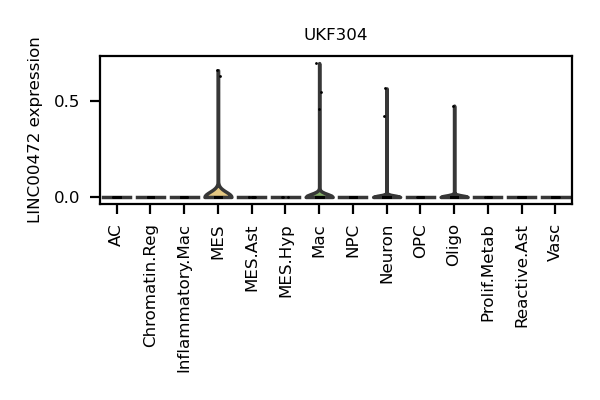 UKF304
LINC00472 expression
0.5
0.0
AC
Chromatin.Reg
Inflammatory.Mac
MES
MES.Ast
MES.Hyp
Mac
NPC
Neuron
OPC
Oligo
Prolif.Metab
Reactive.Ast
Vasc